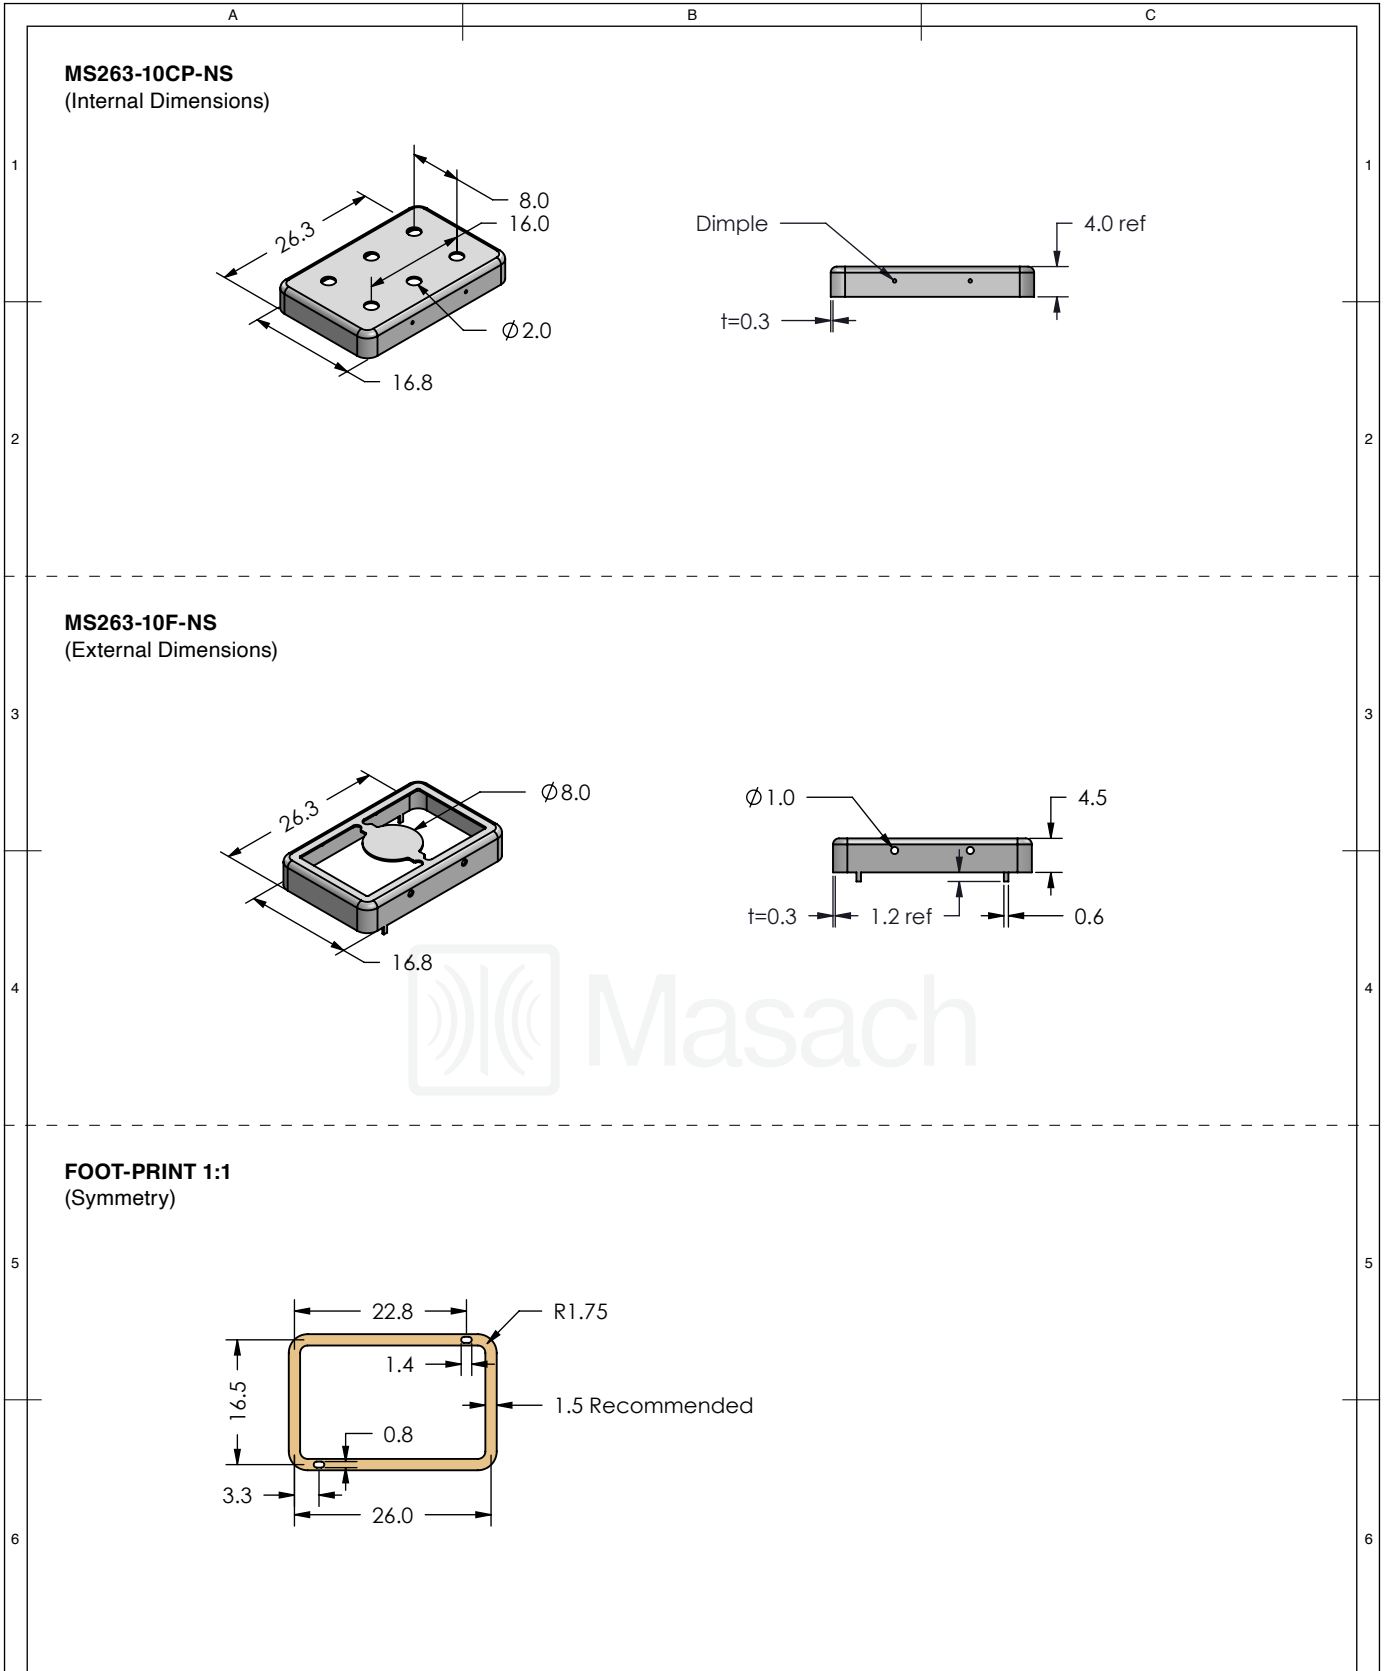 A B C
MS263-10CP-NS
(Internal Dimensions)
1 1
8.0
16.0
26.3
Dimple
4.0 ref
t=0.3
Ø2.0
16.8
2 2
MS263-10F-NS
(External Dimensions)
3 3
26.3
Ø8.0
Ø1.0
4.5
t=0.3
1.2 ref
0.6
16.8
4 4
Masach
FOOT-PRINT 1:1
(Symmetry)
5 5
22.8
R1.75
1.4
16.5
1.5 Recommended
0.8
3.3
26.0
6 6